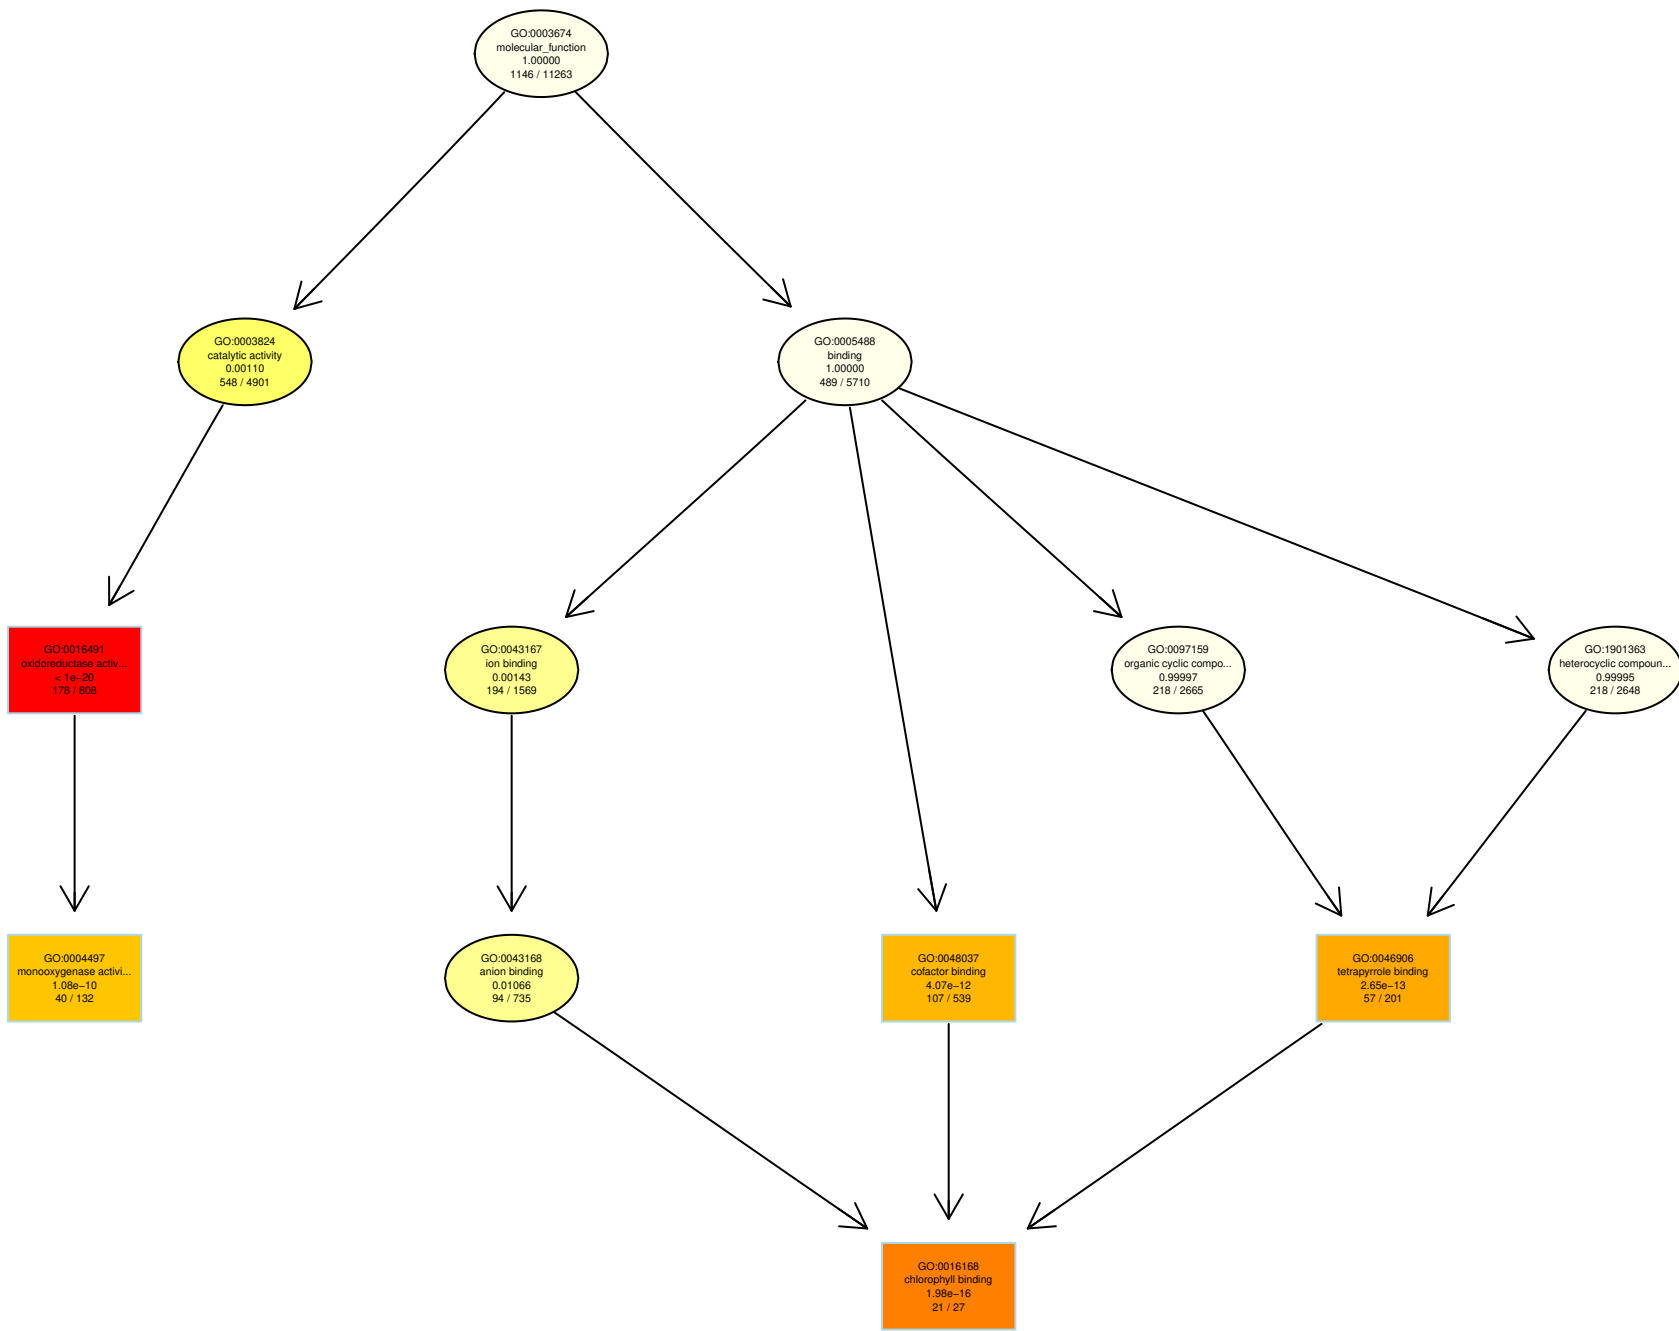 GO:0003674
molecular_function
1.00000
1146 / 11263
GO:0003824
catalytic activity
0.00110
548 / 4901
GO:0005488
binding
1.00000
489 / 5710
GO:0016491
oxidoreductase activ...
< 1e−20
178 / 808
GO:0043167
ion binding
0.00143
194 / 1569
GO:0097159
organic cyclic compo...
0.99997
218 / 2665
GO:1901363
heterocyclic compoun...
0.99995
218 / 2648
GO:0004497
monooxygenase activi...
1.08e−10
40 / 132
GO:0043168
anion binding
0.01066
94 / 735
GO:0048037
cofactor binding
4.07e−12
107 / 539
GO:0046906
tetrapyrrole binding
2.65e−13
57 / 201
GO:0016168
chlorophyll binding
1.98e−16
21 / 27